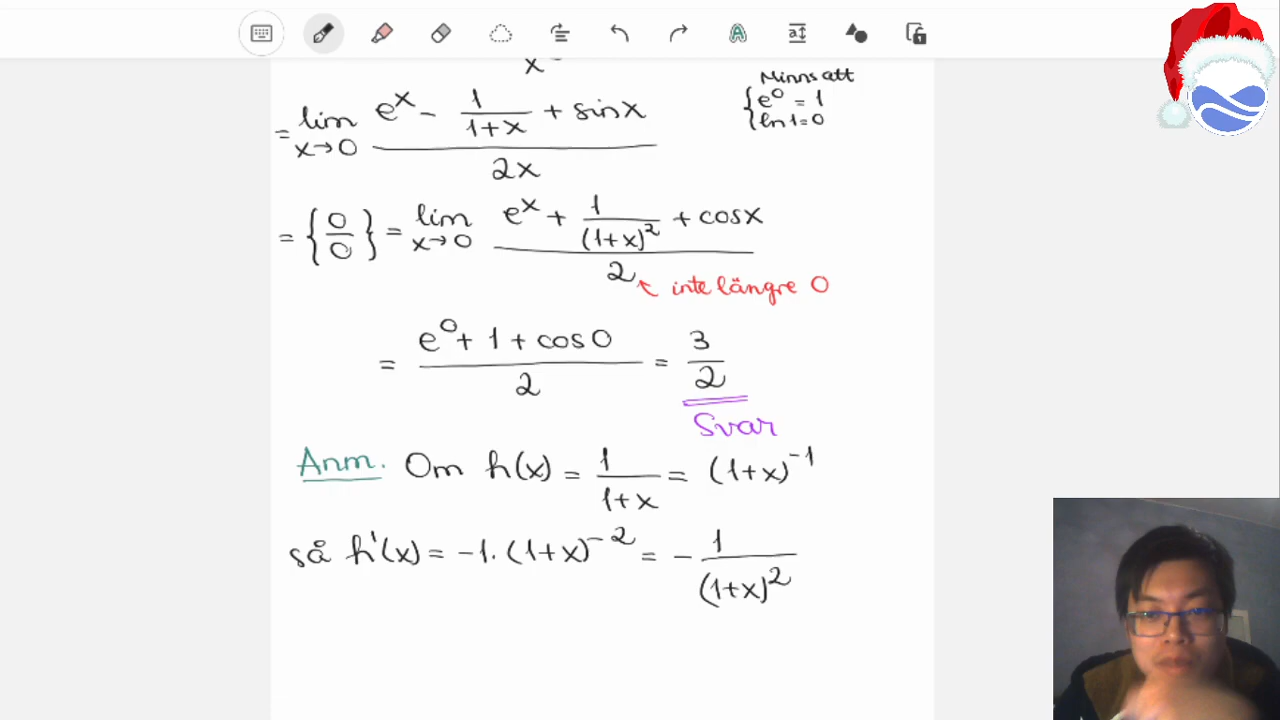 x
Minns att
{e^0 = 1
{ln 1 = 0
= lim x→0 (e^x - 1/(1+x) + sin x) / 2x
= {0/0} = lim x→0 (e^x + 1/(1+x)^2 + cos x) / 2
inte längre 0
= (e^0 + 1 + cos 0) / 2 = 3/2
Svar
Anm. Om h(x) = 1/(1+x) = (1+x)^-1
så h'(x) = -1·(1+x)^-2 = - 1/(1+x)^2